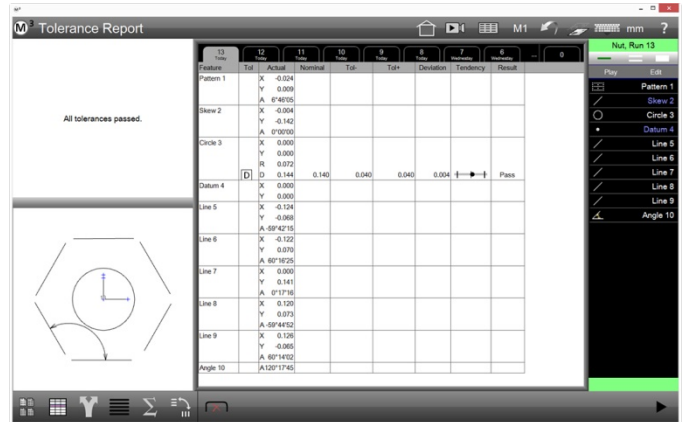 M³
M³ Tolerance Report
M1
mm
?
13
Today
12
Today
11
Today
10
Today
9
Today
8
Today
7
Wednesday
6
Wednesday
...
0
Feature Tol Actual Nominal Tol- Tol+ Deviation Tendency Result
Pattern 1 X -0.024
Y 0.009
A 6°46'05
Skew 2 X -0.004
Y -0.142
A 0°00'00
Circle 3 X 0.000
Y 0.000
R 0.072
D D 0.144 0.140 0.040 0.040 0.004 Pass
Datum 4 X 0.000
Y 0.000
Line 5 X -0.124
Y -0.068
A -59°42'15
Line 6 X -0.122
Y 0.070
A 60°16'25
Line 7 X 0.000
Y 0.141
A 0°17'16
Line 8 X 0.120
Y 0.073
A -59°44'52
Line 9 X 0.126
Y -0.065
A 60°14'02
Angle 10 A 120°17'45
All tolerances passed.
Nut, Run 13
Play Edit
Pattern 1
Skew 2
Circle 3
Datum 4
Line 5
Line 6
Line 7
Line 8
Line 9
Angle 10